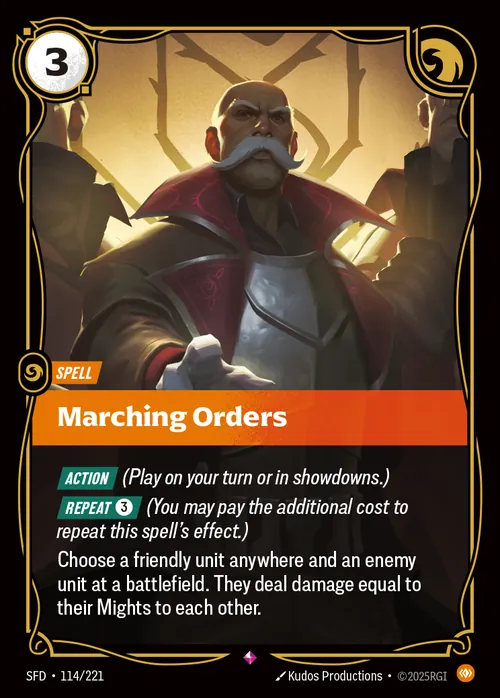 3
SPELL
Marching Orders
ACTION (Play on your turn or in showdowns.)
REPEAT 3 (You may pay the additional cost to
repeat this spell's effect.)
Choose a friendly unit anywhere and an enemy
unit at a battlefield. They deal damage equal to
their Mights to each other.
SFD • 114/221 Kudos Productions • ©2025RGI